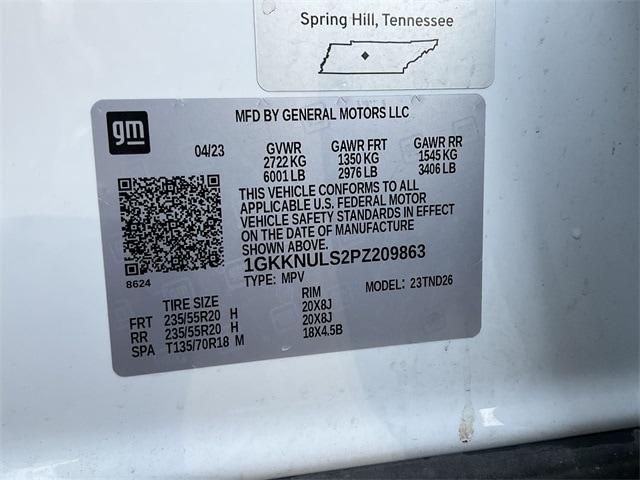 Spring Hill, Tennessee
gm
MFD BY GENERAL MOTORS LLC
04/23 GVWR GAWR FRT GAWR RR
2722 KG 1350 KG 1545 KG
6001 LB 2976 LB 3406 LB
THIS VEHICLE CONFORMS TO ALL
APPLICABLE U.S. FEDERAL MOTOR
VEHICLE SAFETY STANDARDS IN EFFECT
ON THE DATE OF MANUFACTURE
SHOWN ABOVE.
1GKKNULS2PZ209863
8624
TYPE: MPV MODEL: 23TND26
TIRE SIZE RIM
FRT 235/55R20 H 20X8J
RR 235/55R20 H 20X8J
SPA T135/70R18 M 18X4.5B